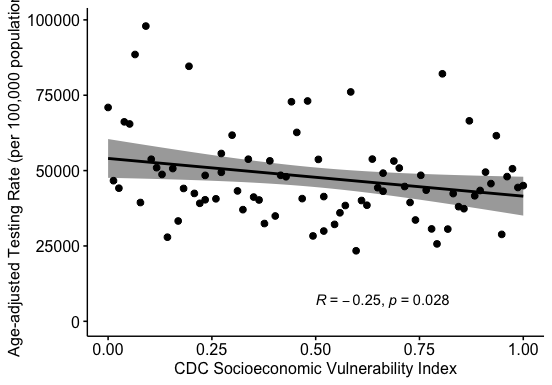 Age-adjusted Testing Rate (per 100,000 population
100000
75000
50000
25000
0
R = −0.25, p = 0.028
0.00 0.25 0.50 0.75 1.00
CDC Socioeconomic Vulnerability Index